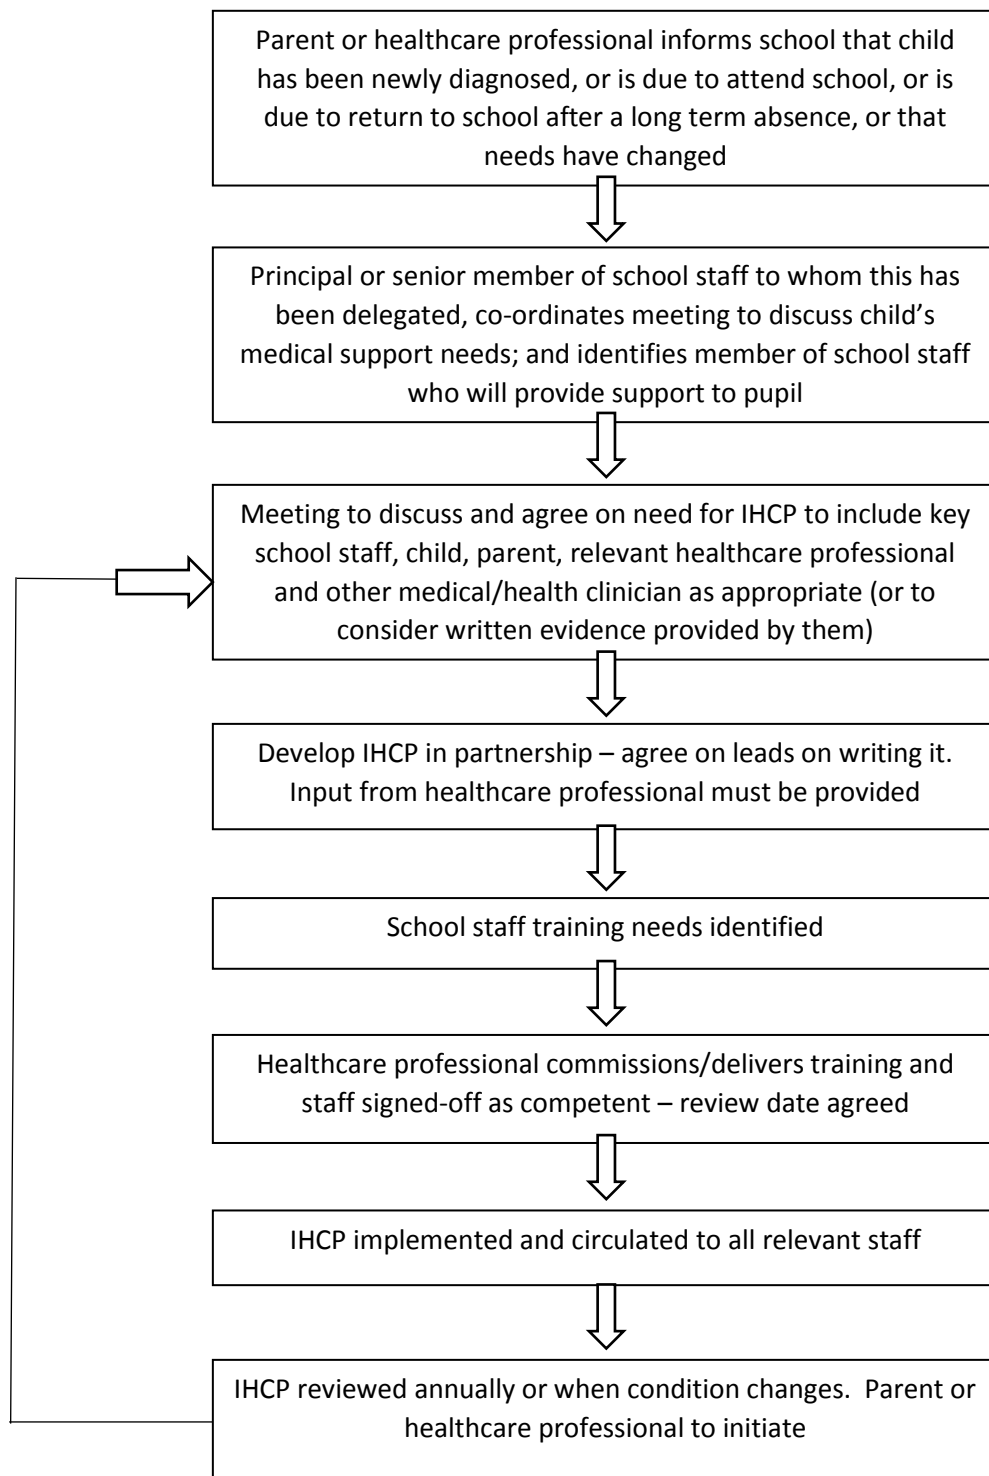 Parent or healthcare professional informs school that child
has been newly diagnosed, or is due to attend school, or is
due to return to school after a long term absence, or that
needs have changed
Principal or senior member of school staff to whom this has
been delegated, co-ordinates meeting to discuss child’s
medical support needs; and identifies member of school staff
who will provide support to pupil
Meeting to discuss and agree on need for IHCP to include key
school staff, child, parent, relevant healthcare professional
and other medical/health clinician as appropriate (or to
consider written evidence provided by them)
Develop IHCP in partnership – agree on leads on writing it.
Input from healthcare professional must be provided
School staff training needs identified
Healthcare professional commissions/delivers training and
staff signed-off as competent – review date agreed
IHCP implemented and circulated to all relevant staff
IHCP reviewed annually or when condition changes.  Parent or
healthcare professional to initiate